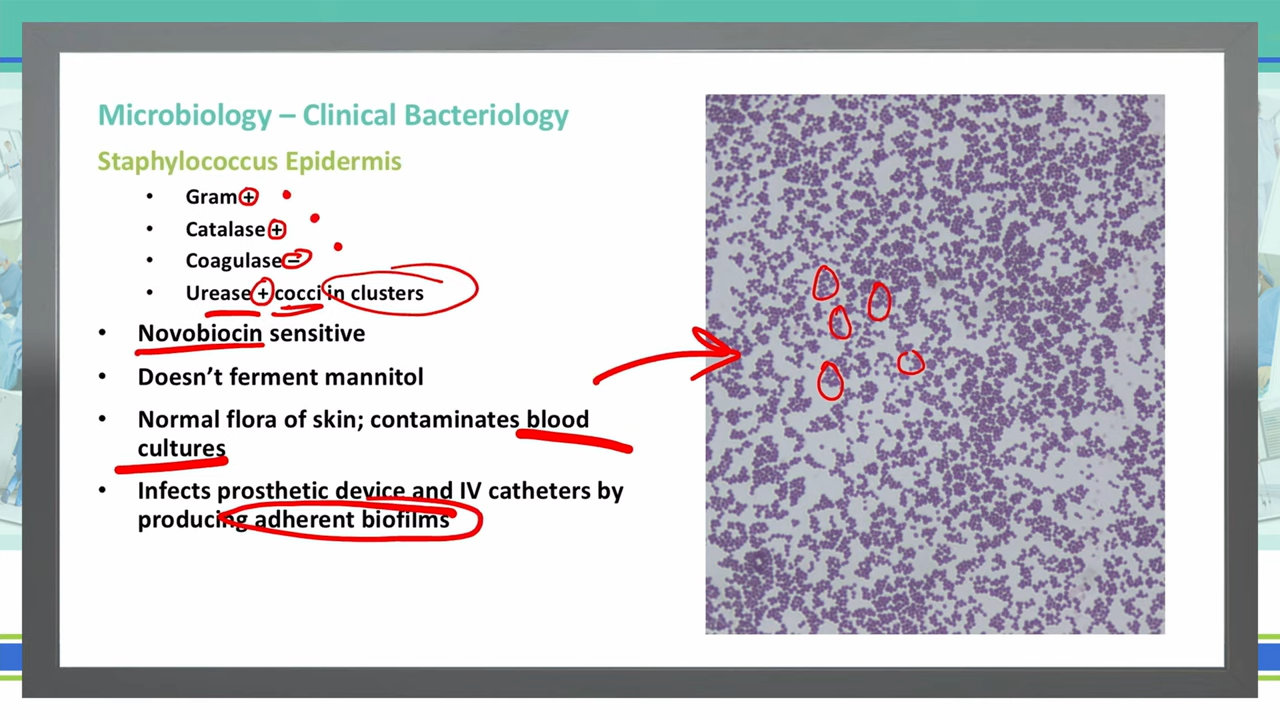 Microbiology – Clinical Bacteriology
Staphylococcus Epidermis
• Gram +
• Catalase +
• Coagulase –
• Urease + cocci in clusters
• Novobiocin sensitive
• Doesn’t ferment mannitol
• Normal flora of skin; contaminates blood
cultures
• Infects prosthetic device and IV catheters by
producing adherent biofilms